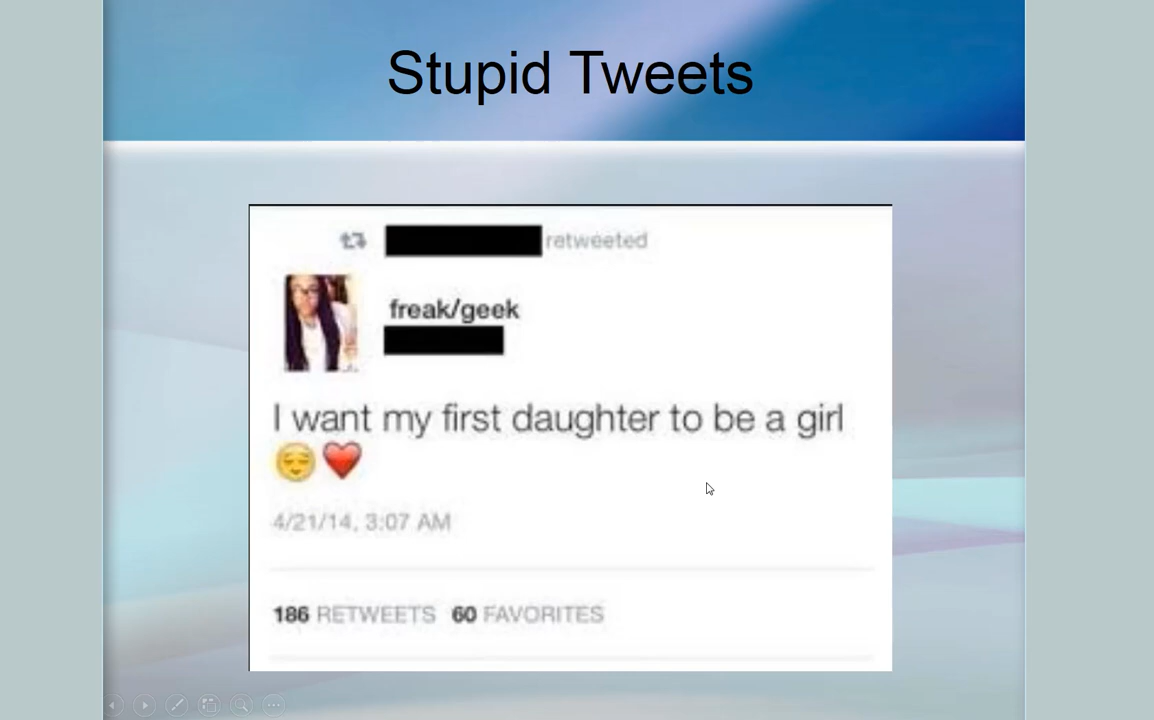 Stupid Tweets
retweeted
freak/geek
I want my first daughter to be a girl
😌❤️
4/21/14, 3:07 AM
186 RETWEETS 60 FAVORITES